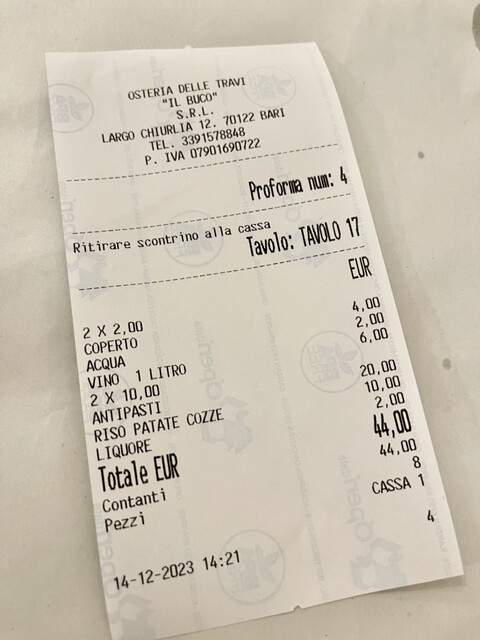 OSTERIA DELLE TRAVI
"IL BUCO"
S.R.L.
LARGO CHIURLIA 12. 70122 BARI
TEL. 3391578848
P. IVA 07901690722
Proforma num: 4
Ritirare scontrino alla cassa
Tavolo: TAVOLO 17
EUR
2 X 2,00
COPERTO 4,00
ACQUA 2,00
VINO 1 LITRO 6,00
2 X 10,00
ANTIPASTI 20,00
RISO PATATE COZZE 10,00
LIQUORE 2,00
Totale EUR 44,00
Contanti 44,00
Pezzi 8
CASSA 1
14-12-2023 14:21 4